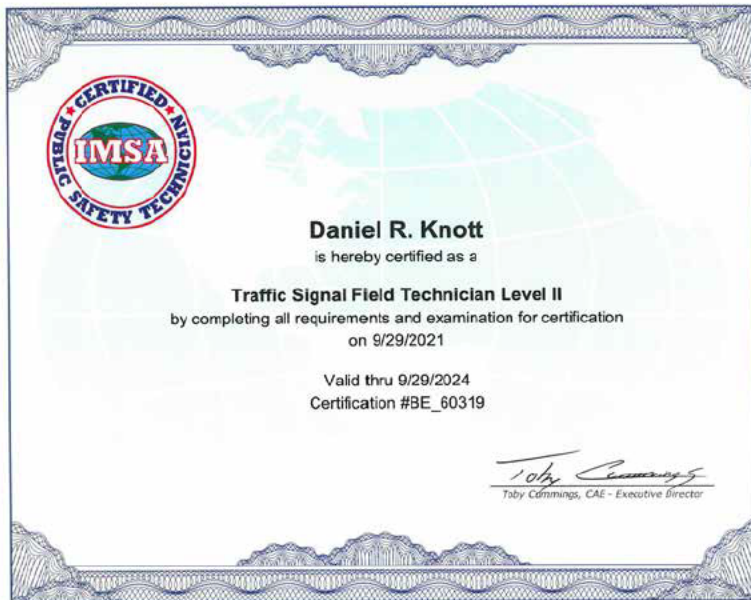 CERTIFIED
PUBLIC SAFETY TECHNICIAN
IMSA
Daniel R. Knott
is hereby certified as a
Traffic Signal Field Technician Level II
by completing all requirements and examination for certification
on 9/29/2021
Valid thru 9/29/2024
Certification #BE_60319
Toby Cummings
Toby Cummings, CAE - Executive Director